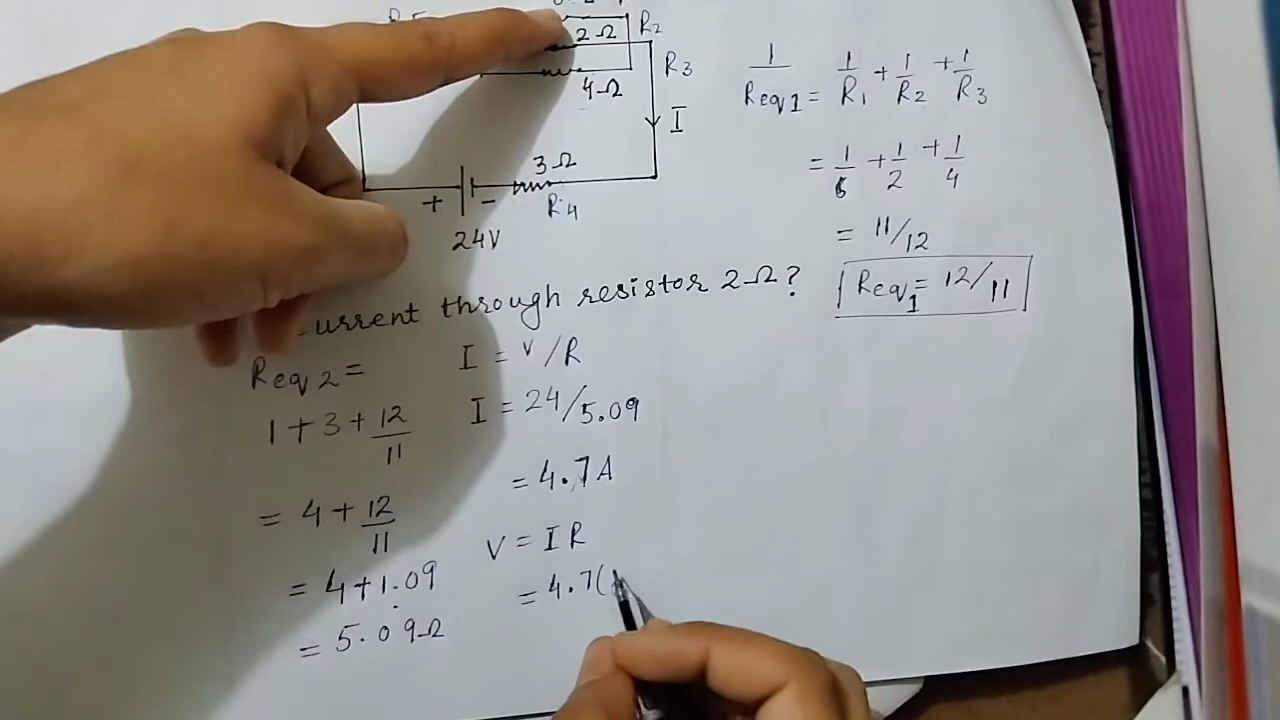 2Ω R2
R3
4Ω
I
3Ω
+ - R4
24V
1/Req1 = 1/R1 + 1/R2 + 1/R3
= 1/6 + 1/2 + 1/4
= 11/12
Req1 = 12/11
urrent through resistor 2Ω?
Req2 =
1 + 3 + 12/11
= 4 + 12/11
= 4 + 1.09
= 5.09Ω
I = V/R
I = 24/5.09
= 4.7A
V = IR
= 4.7(